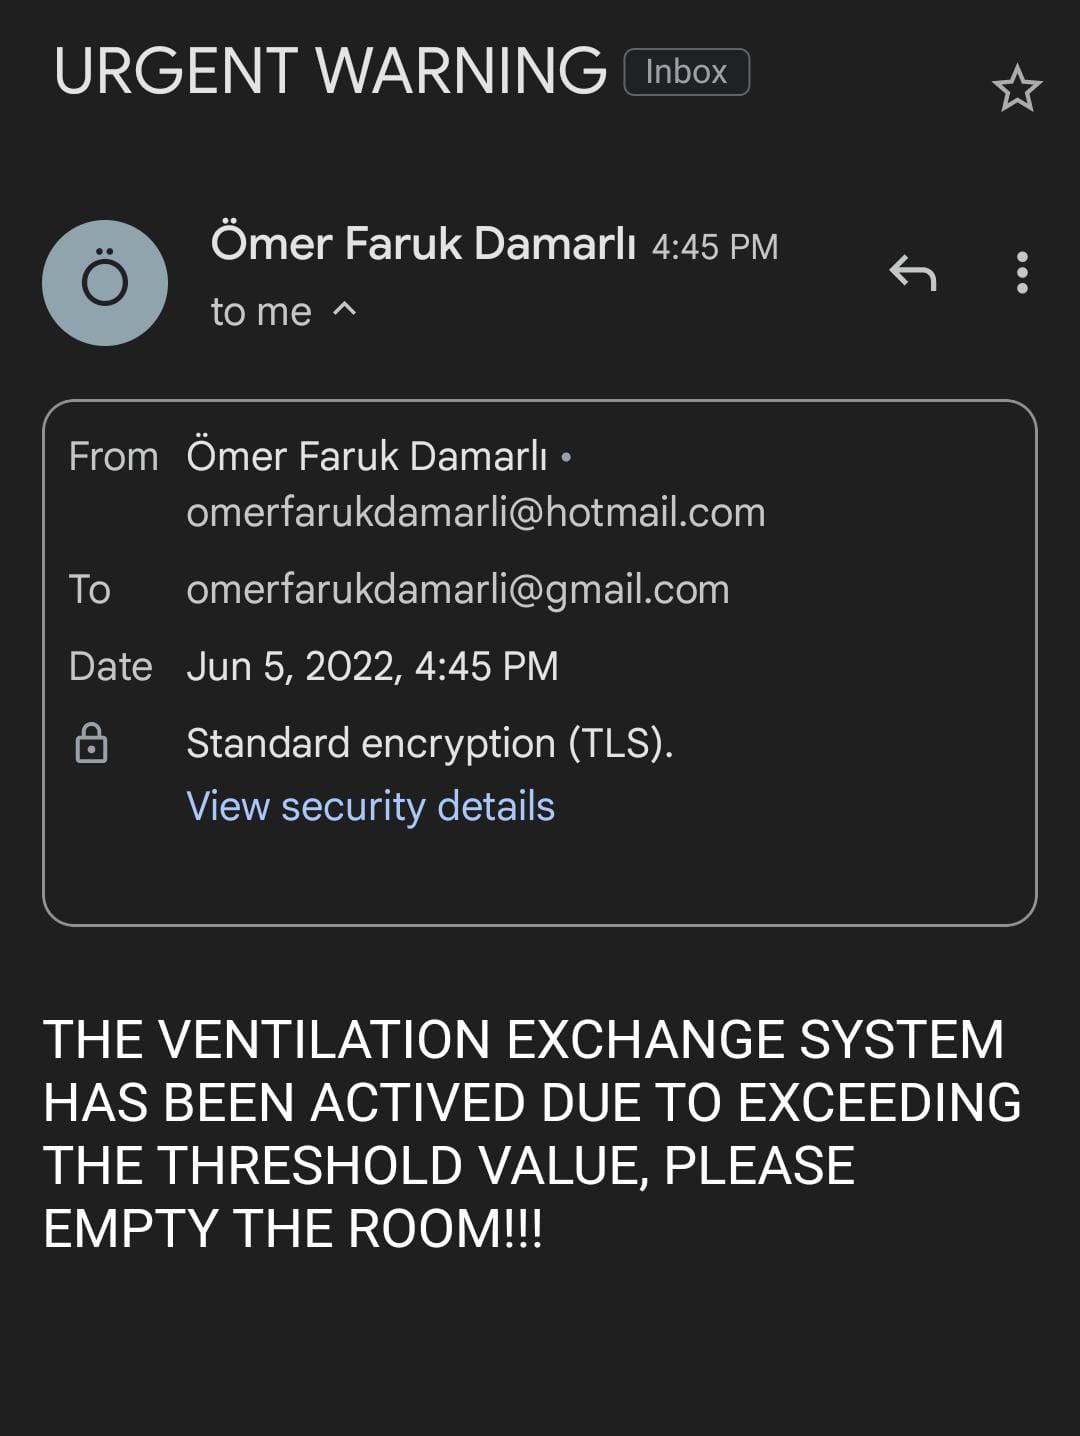 URGENT WARNING Inbox
Ö
Ömer Faruk Damarlı 4:45 PM
to me
From Ömer Faruk Damarlı •
omerfarukdamarli@hotmail.com
To omerfarukdamarli@gmail.com
Date Jun 5, 2022, 4:45 PM
Standard encryption (TLS).
View security details
THE VENTILATION EXCHANGE SYSTEM
HAS BEEN ACTIVED DUE TO EXCEEDING
THE THRESHOLD VALUE, PLEASE
EMPTY THE ROOM!!!